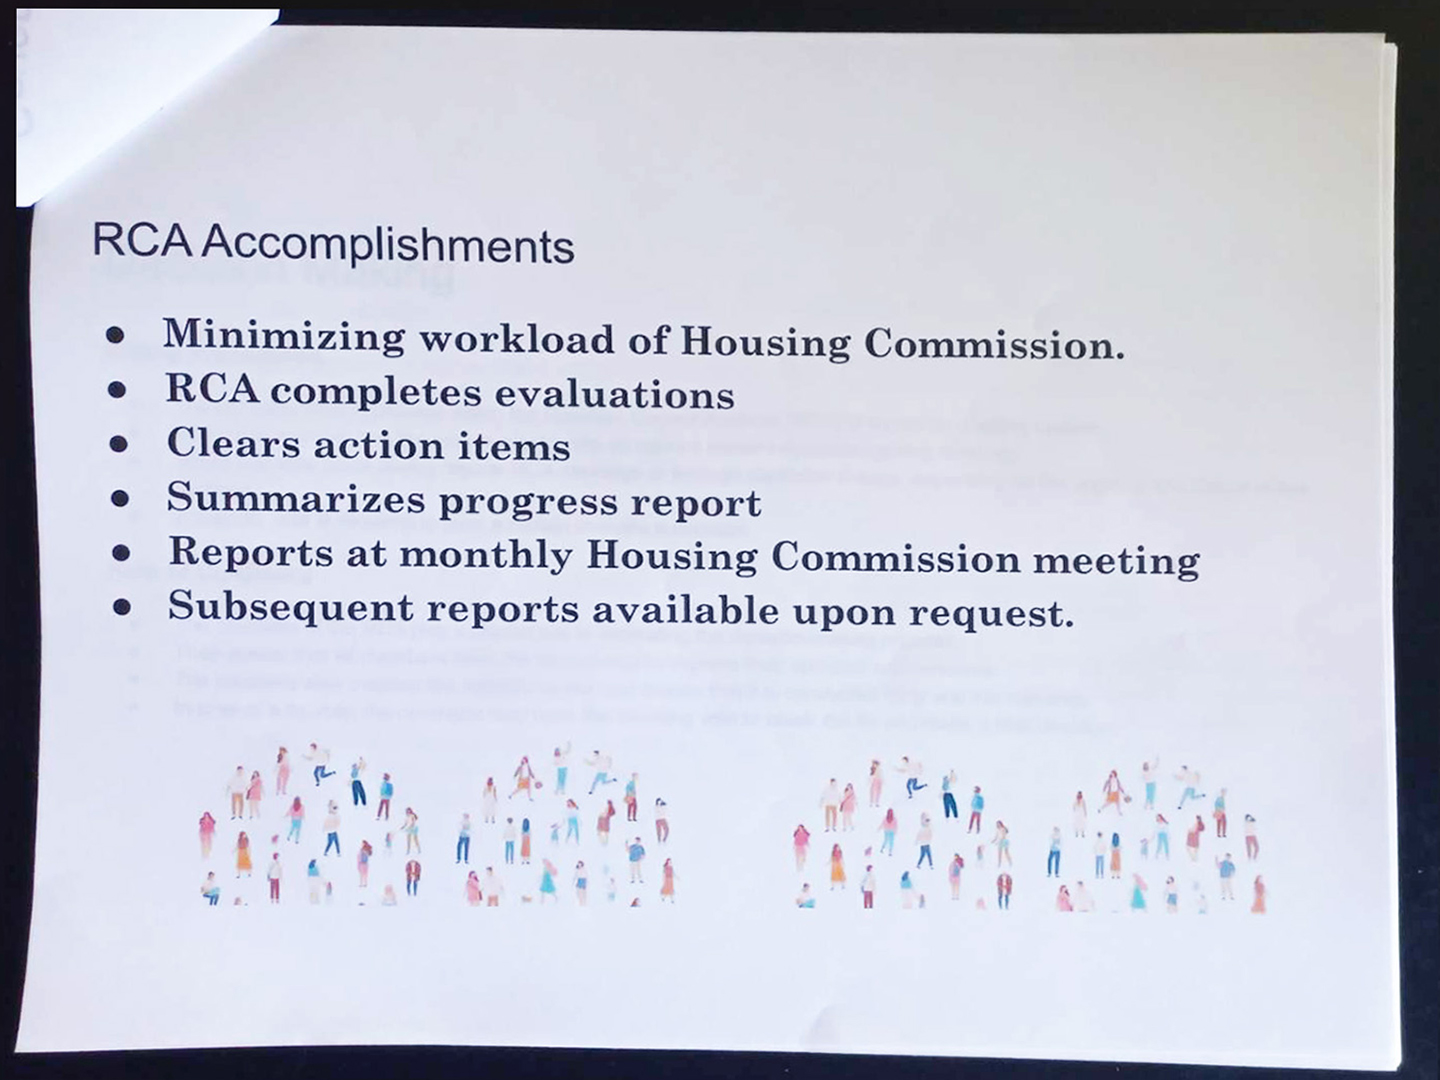 RCA Accomplishments
● Minimizing workload of Housing Commission.
● RCA completes evaluations
● Clears action items
● Summarizes progress report
● Reports at monthly Housing Commission meeting
● Subsequent reports available upon request.